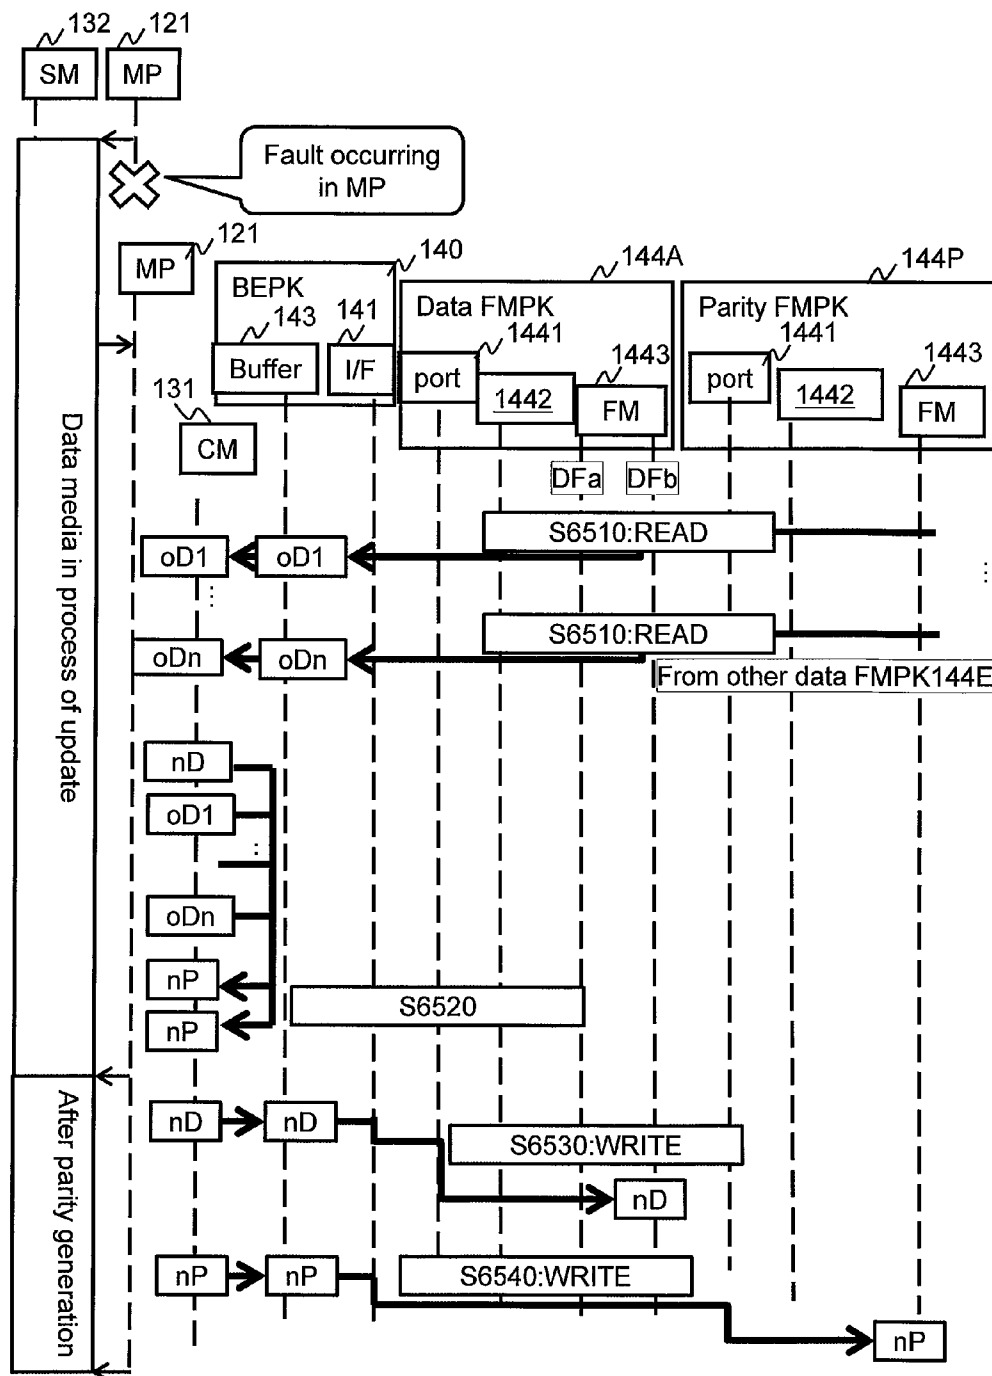 132
121
SM
MP
Fault occurring
in MP
121
MP
140
BEPK
143
141
Buffer
I/F
144A
Data FMPK
1441
port
1442
1443
FM
144P
Parity FMPK
1441
port
1442
1443
FM
131
CM
DFa
DFb
Data media in process of update
S6510:READ
oD1
oD1
...
...
S6510:READ
oDn
oDn
From other data FMPK144E
nD
oD1
...
oDn
nP
nP
S6520
After parity generation
nD
nD
S6530:WRITE
nD
nP
nP
S6540:WRITE
nP